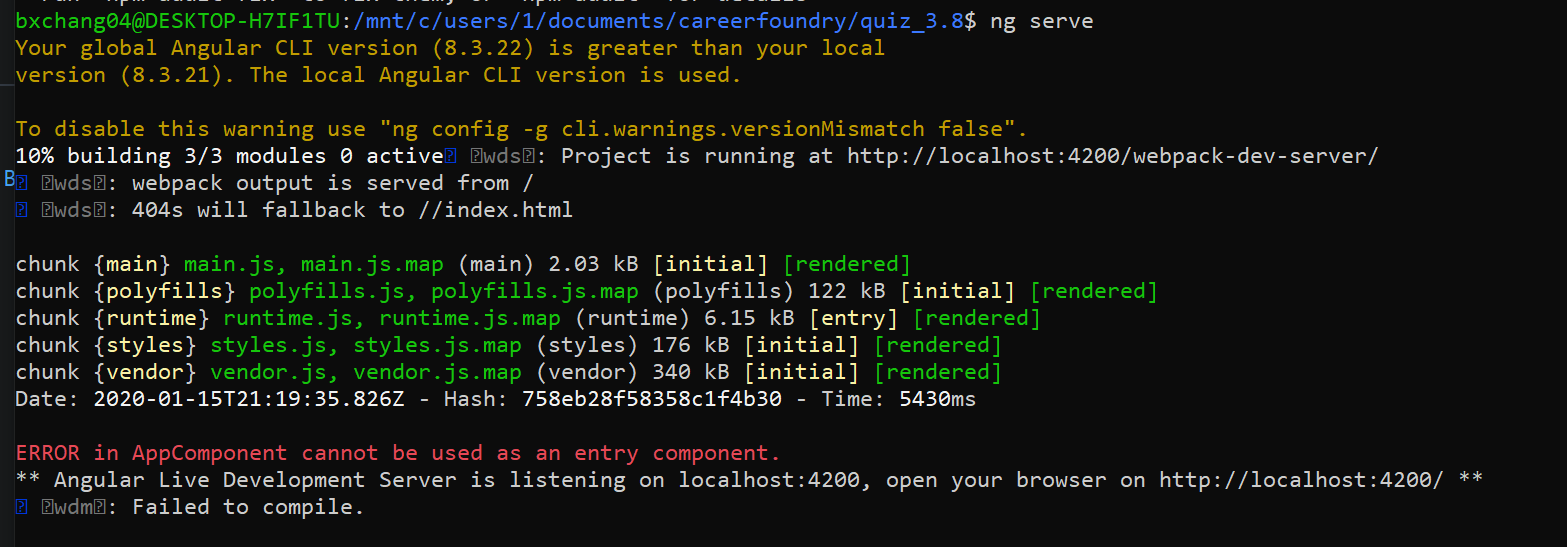 bxchang04@DESKTOP-H7IF1TU:/mnt/c/users/1/documents/careerfoundry/quiz_3.8$ ng serve
Your global Angular CLI version (8.3.22) is greater than your local
version (8.3.21). The local Angular CLI version is used.
To disable this warning use "ng config -g cli.warnings.versionMismatch false".
10% building 3/3 modules 0 active wds: Project is running at http://localhost:4200/webpack-dev-server/
wds: webpack output is served from /
wds: 404s will fallback to //index.html
chunk {main} main.js, main.js.map (main) 2.03 kB [initial] [rendered]
chunk {polyfills} polyfills.js, polyfills.js.map (polyfills) 122 kB [initial] [rendered]
chunk {runtime} runtime.js, runtime.js.map (runtime) 6.15 kB [entry] [rendered]
chunk {styles} styles.js, styles.js.map (styles) 176 kB [initial] [rendered]
chunk {vendor} vendor.js, vendor.js.map (vendor) 340 kB [initial] [rendered]
Date: 2020-01-15T21:19:35.826Z - Hash: 758eb28f58358c1f4b30 - Time: 5430ms
ERROR in AppComponent cannot be used as an entry component.
** Angular Live Development Server is listening on localhost:4200, open your browser on http://localhost:4200/ **
wdm: Failed to compile.